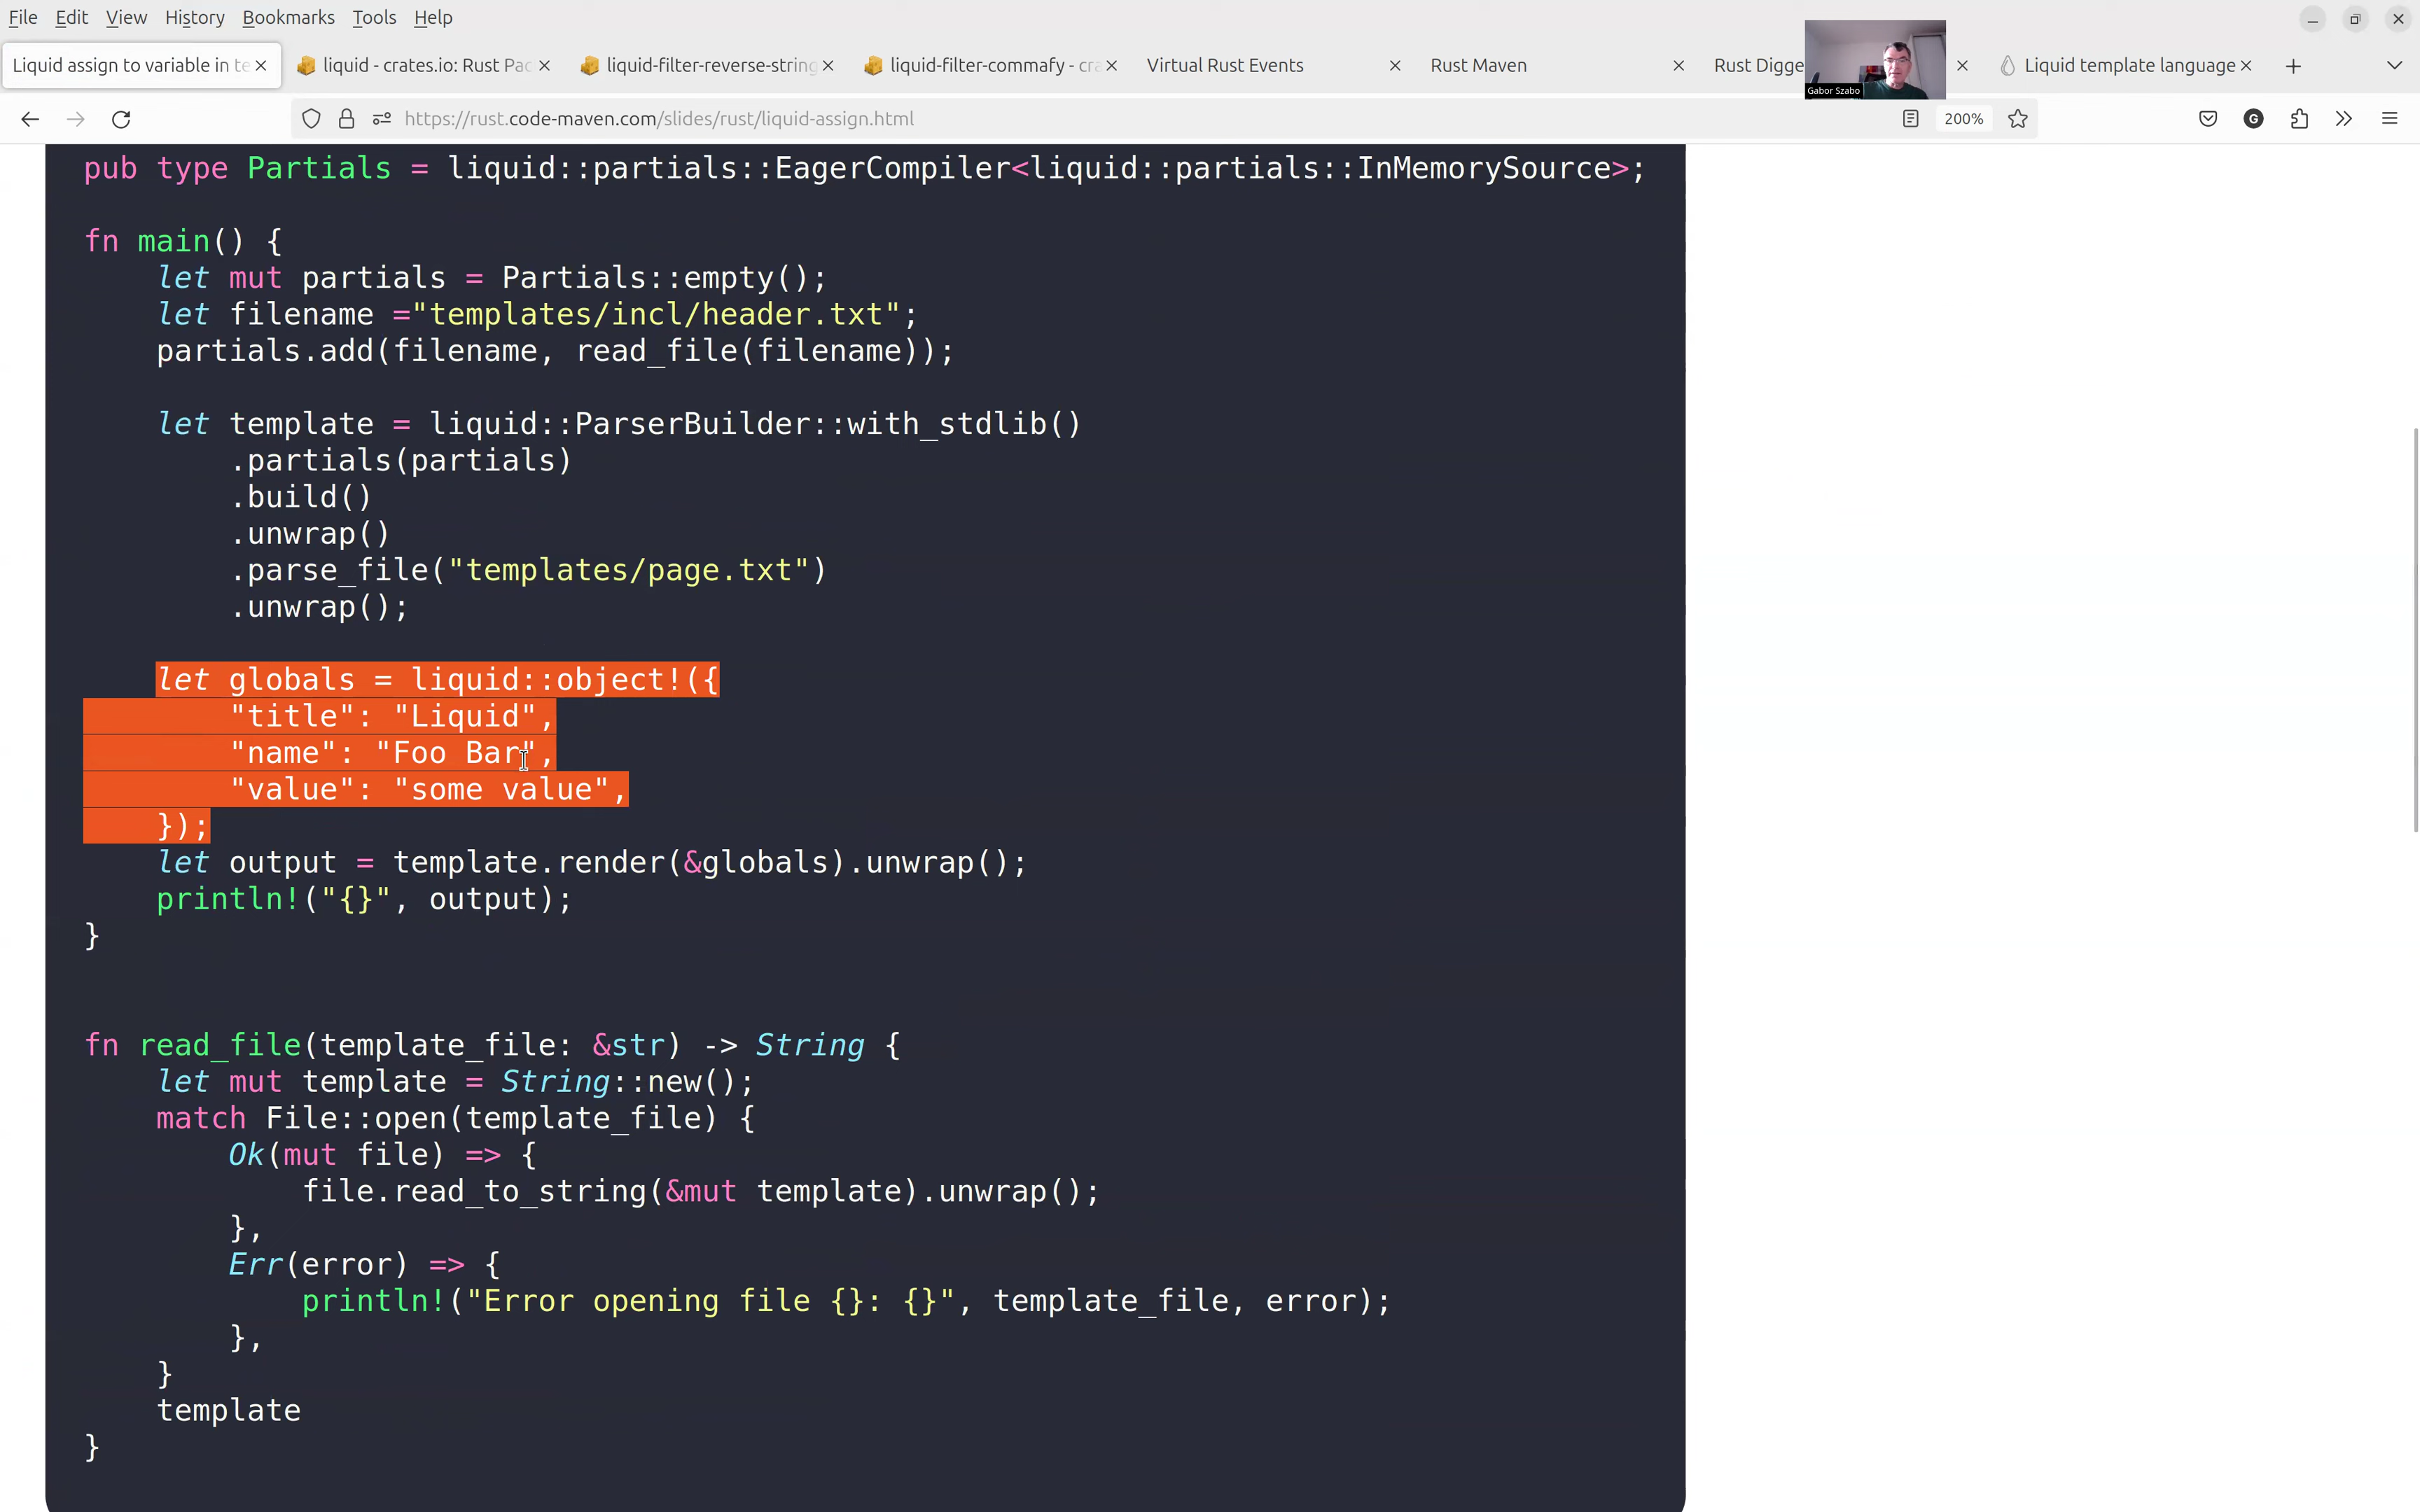 File Edit View History Bookmarks Tools Help
Liquid assign to variable in te liquid - crates.io: Rust Pac liquid-filter-reverse-string liquid-filter-commafy - cra Virtual Rust Events Rust Maven Rust Digge Liquid template language
Gabor Szabo
https://rust.code-maven.com/slides/rust/liquid-assign.html 200% G
pub type Partials = liquid::partials::EagerCompiler<liquid::partials::InMemorySource>;
fn main() {
    let mut partials = Partials::empty();
    let filename ="templates/incl/header.txt";
    partials.add(filename, read_file(filename));
    let template = liquid::ParserBuilder::with_stdlib()
        .partials(partials)
        .build()
        .unwrap()
        .parse_file("templates/page.txt")
        .unwrap();
    let globals = liquid::object!({
        "title": "Liquid",
        "name": "Foo Bar",
        "value": "some value",
    });
    let output = template.render(&globals).unwrap();
    println!("{}", output);
}
fn read_file(template_file: &str) -> String {
    let mut template = String::new();
    match File::open(template_file) {
        Ok(mut file) => {
            file.read_to_string(&mut template).unwrap();
        },
        Err(error) => {
            println!("Error opening file {}: {}", template_file, error);
        },
    }
    template
}